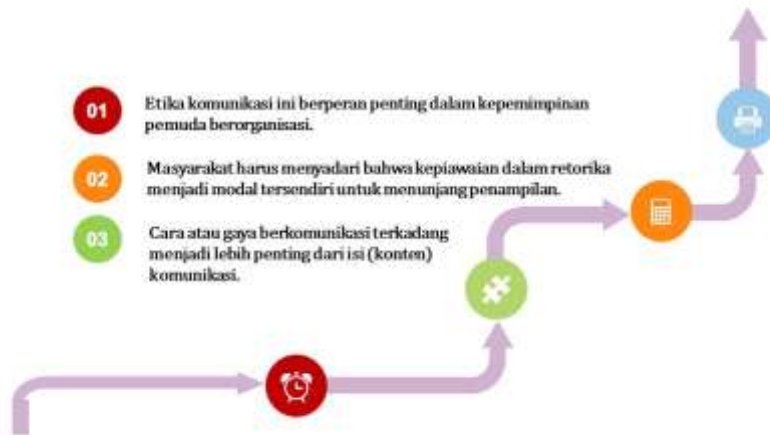 01 Etika komunikasi ini berperan penting dalam kepemimpinan
pemuda berorganisasi.
02 Masyarakat harus menyadari bahwa kepiawaian dalam retorika
menjadi modal tersendiri untuk menunjang penampilan.
03 Cara atau gaya berkomunikasi terkadang
menjadi lebih penting dari isi (konten)
komunikasi.